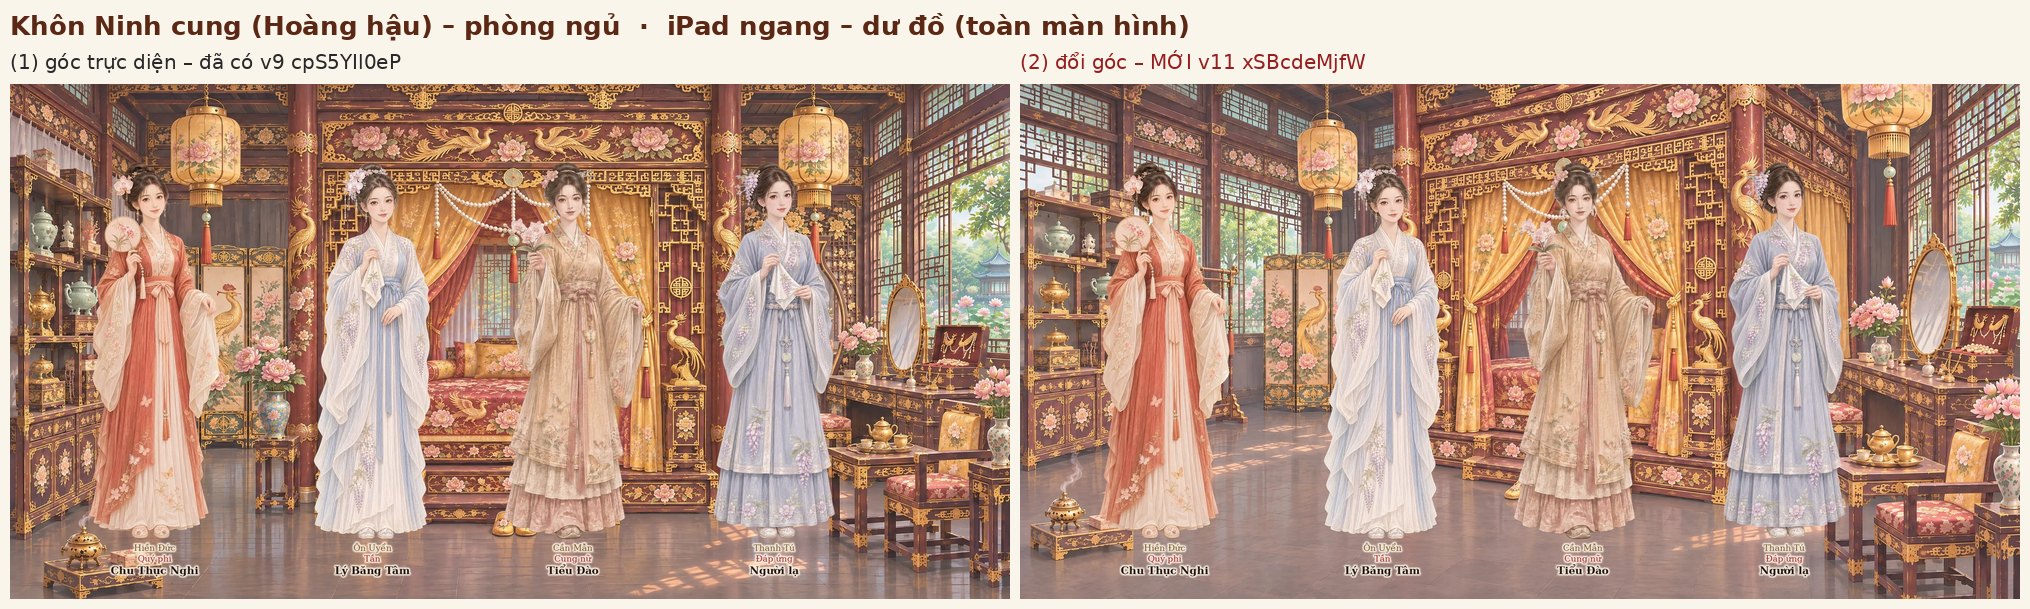 Khôn Ninh cung (Hoàng hậu) – phòng ngủ · iPad ngang – dư đồ (toàn màn hình)
(1) góc trực diện – đã có v9 cpS5YIl0eP
(2) đổi góc – MỚI v11 xSBcdeMjfW
Hiền Đức
Quý phi
Chu Thục Nghi
Ôn Uyển
Tần
Lý Băng Tâm
Cần Mẫn
Cung nữ
Tiểu Đào
Thanh Tú
Đáp ứng
Người lạ
Hiền Đức
Quý phi
Chu Thục Nghi
Ôn Uyển
Tần
Lý Băng Tâm
Cần Mẫn
Cung nữ
Tiểu Đào
Thanh Tú
Đáp ứng
Người lạ